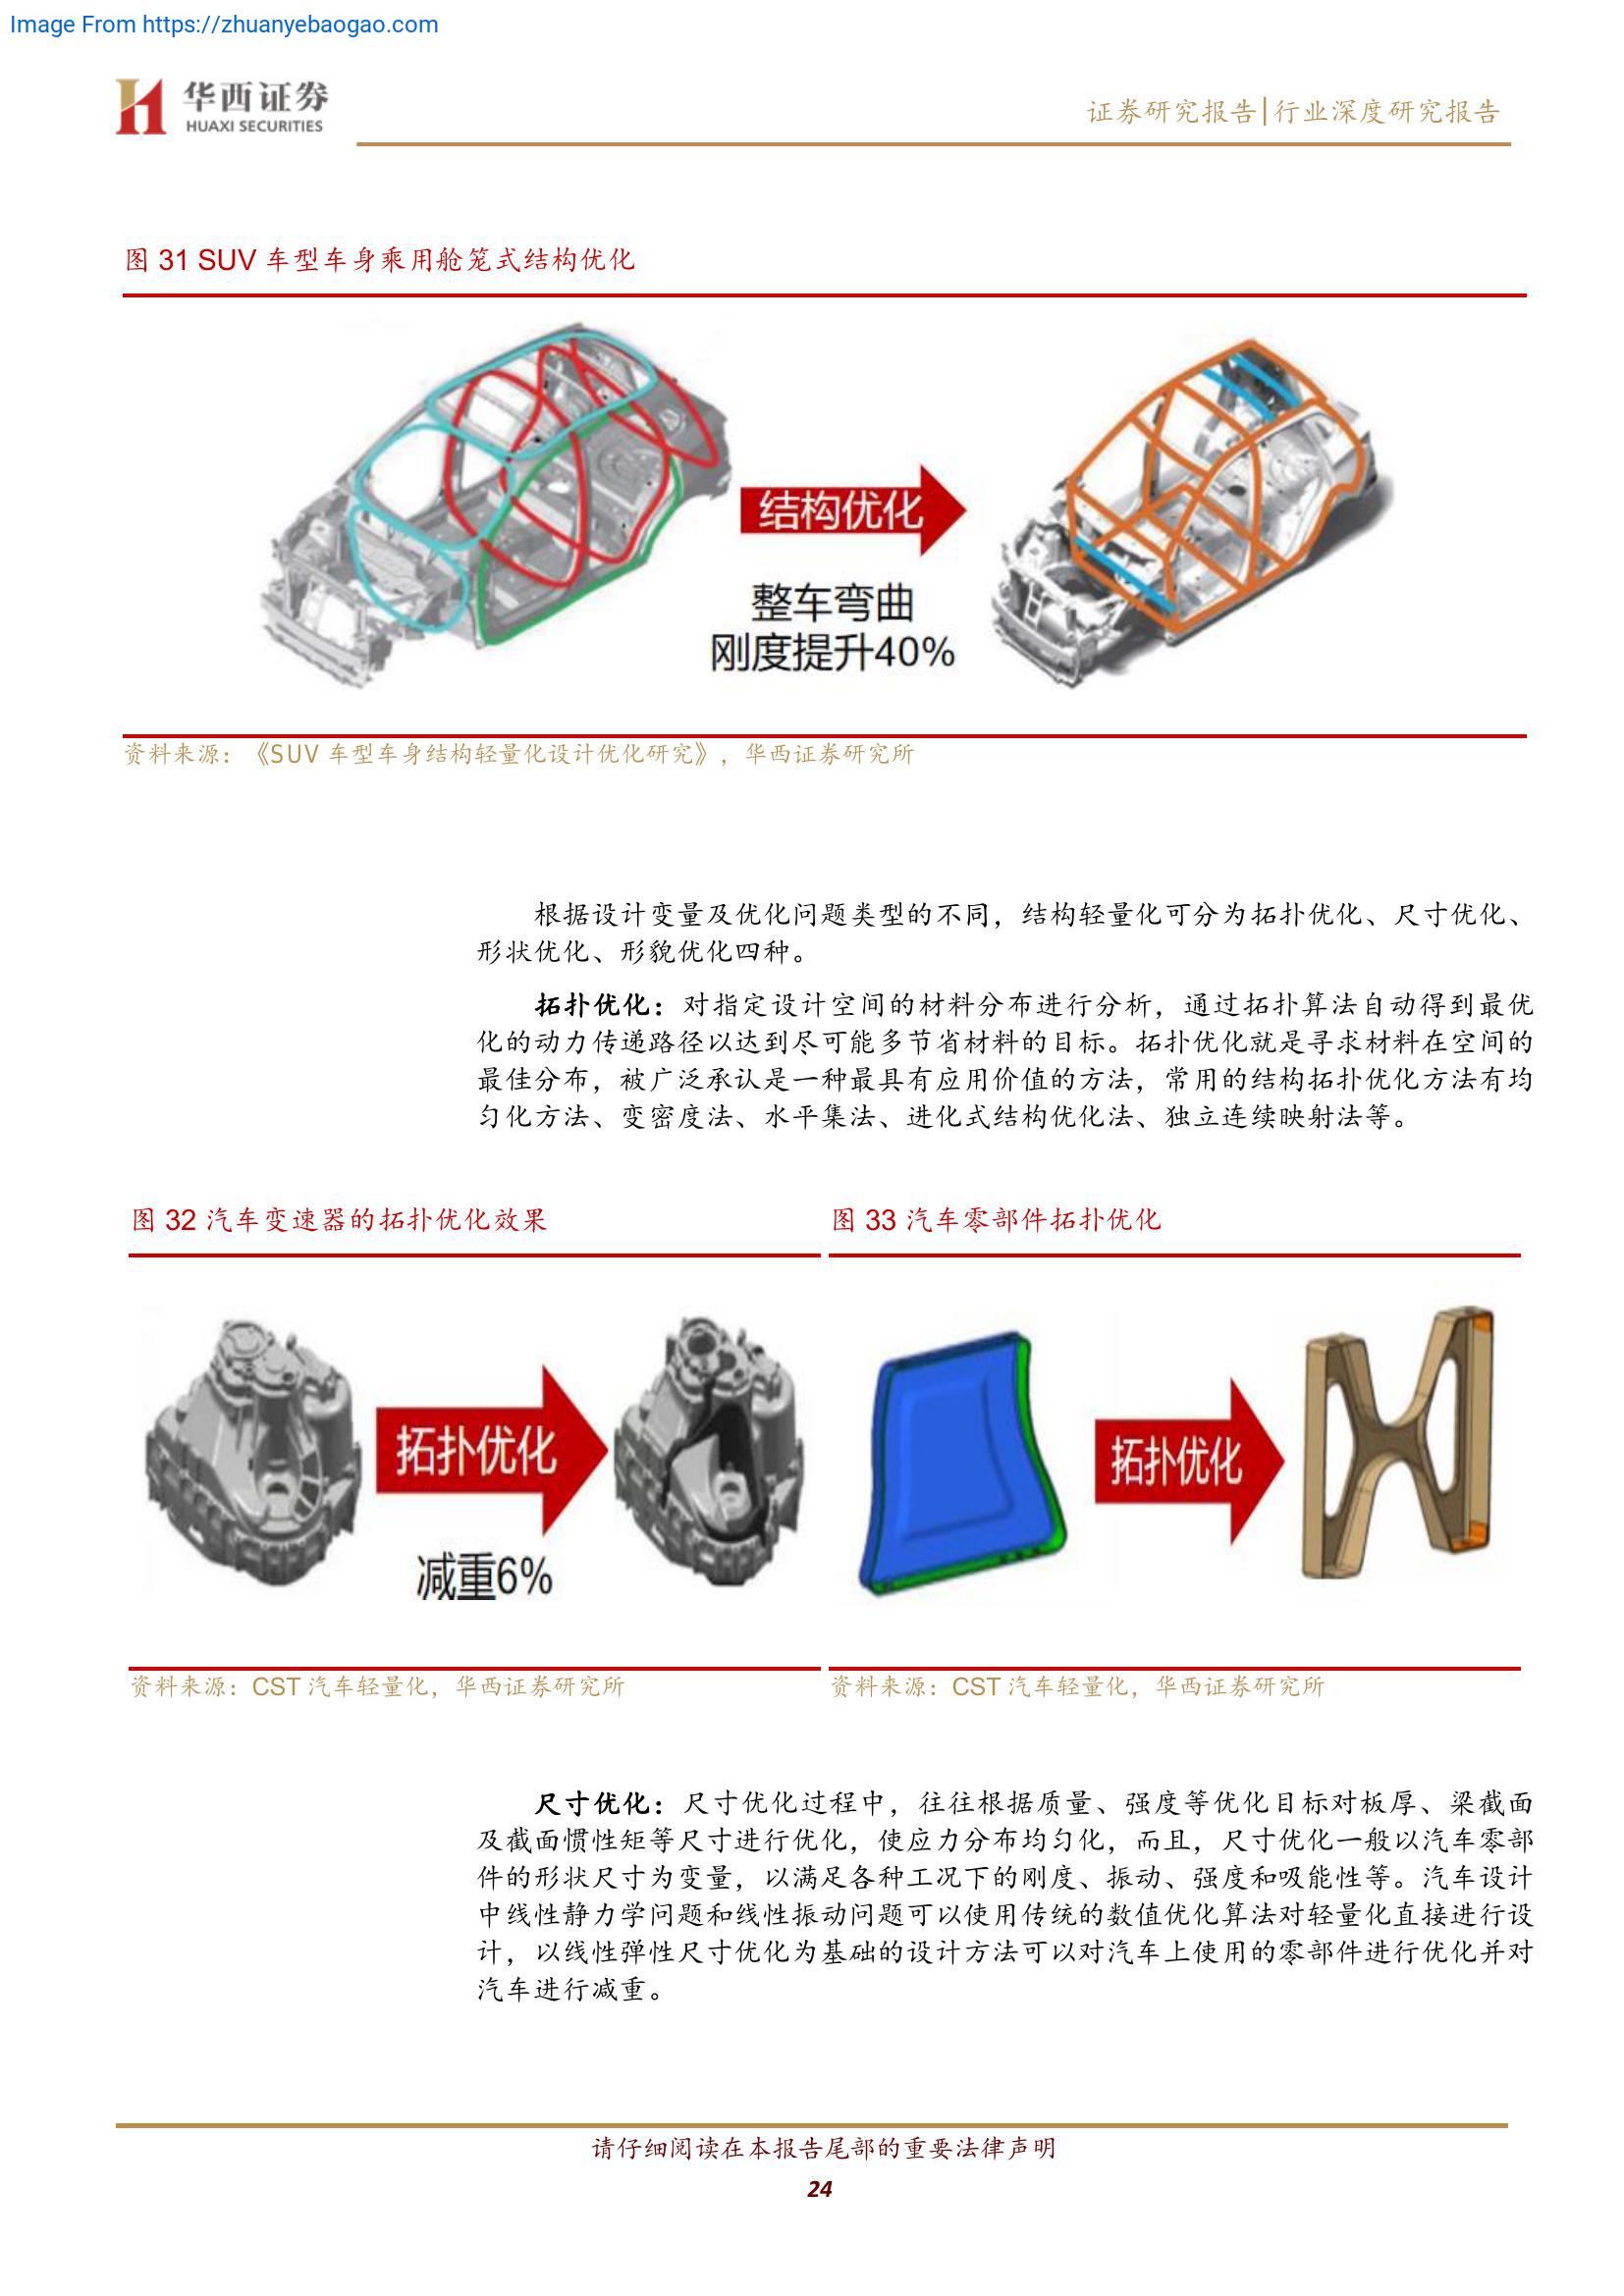 Image From https://zhuanyebaogao.com
华西证券
HUAXI SECURITIES
证券研究报告|行业深度研究报告
图 31 SUV 车型车身乘用舱笼式结构优化
结构优化
整车弯曲
刚度提升40%
资料来源：《SUV 车型车身结构轻量化设计优化研究》，华西证券研究所
根据设计变量及优化问题类型的不同，结构轻量化可分为拓扑优化、尺寸优化、
形状优化、形貌优化四种。
拓扑优化：对指定设计空间的材料分布进行分析，通过拓扑算法自动得到最优
化的动力传递路径以达到尽可能多节省材料的目标。拓扑优化就是寻求材料在空间的
最佳分布，被广泛承认是一种最具有应用价值的方法，常用的结构拓扑优化方法有均
匀化方法、变密度法、水平集法、进化式结构优化法、独立连续映射法等。
图 32 汽车变速器的拓扑优化效果
图 33 汽车零部件拓扑优化
拓扑优化
减重6%
拓扑优化
资料来源：CST 汽车轻量化，华西证券研究所
资料来源：CST 汽车轻量化，华西证券研究所
尺寸优化：尺寸优化过程中，往往根据质量、强度等优化目标对板厚、梁截面
及截面惯性矩等尺寸进行优化，使应力分布均匀化，而且，尺寸优化一般以汽车零部
件的形状尺寸为变量，以满足各种工况下的刚度、振动、强度和吸能性等。汽车设计
中线性静力学问题和线性振动问题可以使用传统的数值优化算法对轻量化直接进行设
计，以线性弹性尺寸优化为基础的设计方法可以对汽车上使用的零部件进行优化并对
汽车进行减重。
请仔细阅读在本报告尾部的重要法律声明
24